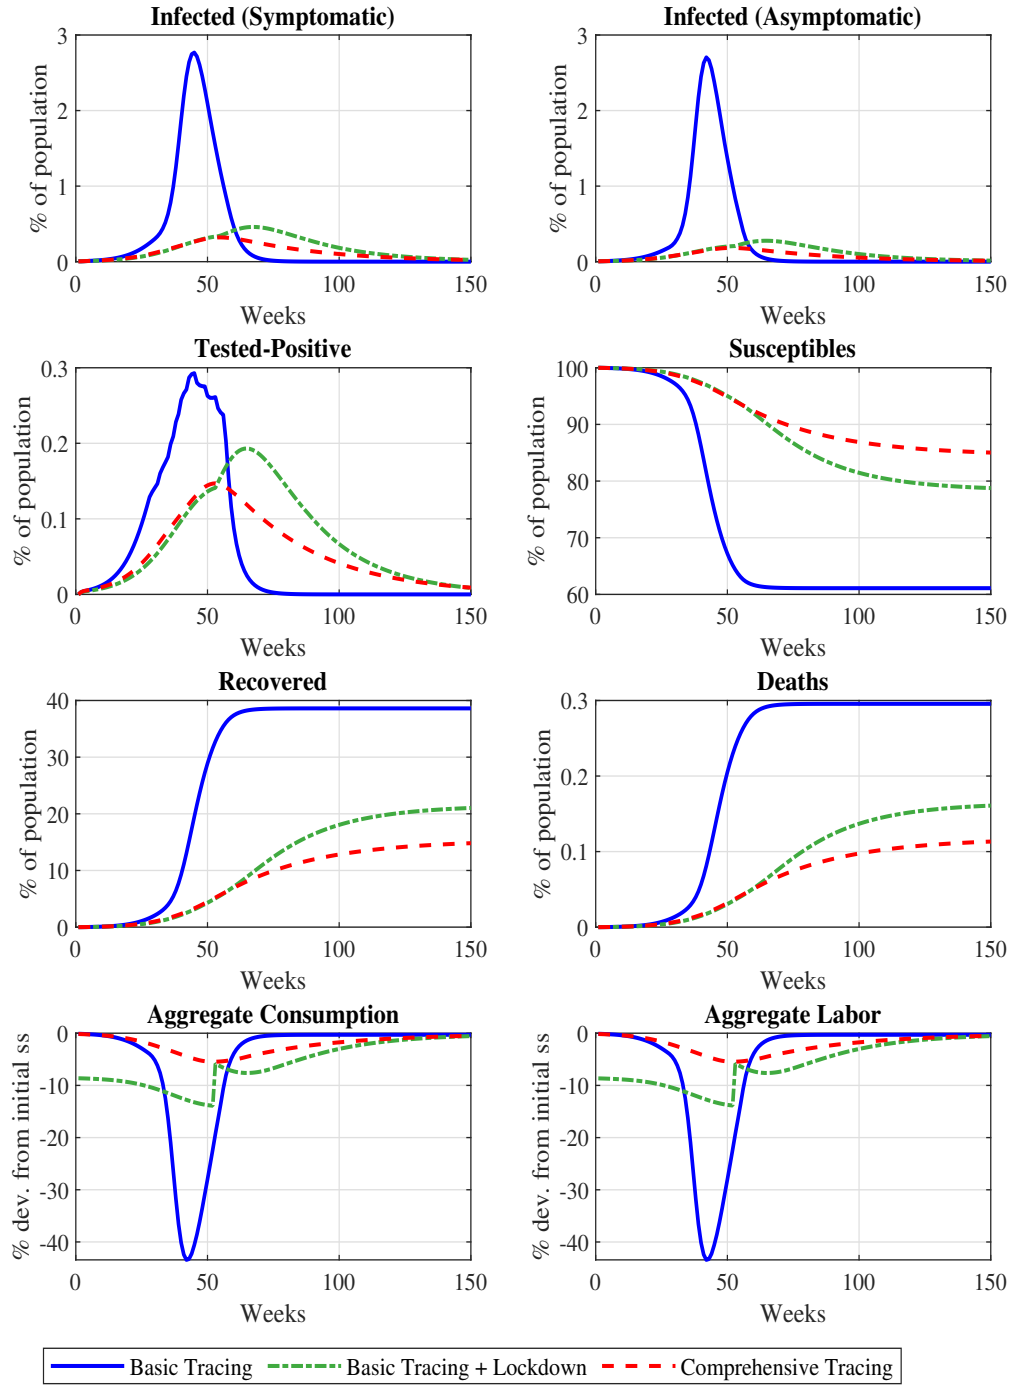 Infected (Symptomatic)
% of population
3
2
1
0
0
50
100
150
Weeks
Infected (Asymptomatic)
% of population
3
2
1
0
0
50
100
150
Weeks
Tested-Positive
% of population
0.3
0.2
0.1
0
0
50
100
150
Weeks
Susceptibles
% of population
100
90
80
70
60
0
50
100
150
Weeks
Recovered
% of population
40
30
20
10
0
0
50
100
150
Weeks
Deaths
% of population
0.3
0.2
0.1
0
0
50
100
150
Weeks
Aggregate Consumption
% dev. from initial ss
0
-10
-20
-30
-40
0
50
100
150
Weeks
Aggregate Labor
% dev. from initial ss
0
-10
-20
-30
-40
0
50
100
150
Weeks
Basic Tracing
Basic Tracing + Lockdown
Comprehensive Tracing